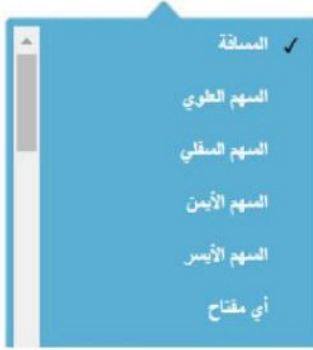 المسافة
السهم العلوي
السهم السفلي
السهم الأيمن
السهم الأيسر
أي مفتاح